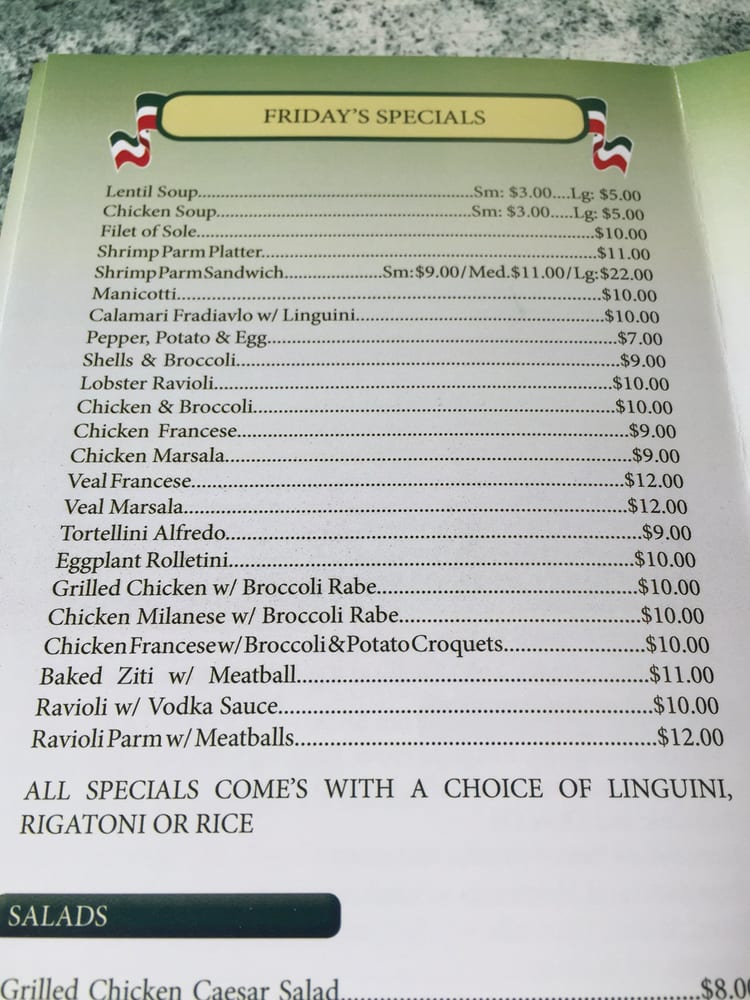 FRIDAY'S SPECIALS
Lentil Soup..........Sm: $3.00....Lg: $5.00
Chicken Soup..........Sm: $3.00.....Lg: $5.00
Filet of Sole..........$10.00
Shrimp Parm Platter..........$11.00
Shrimp Parm Sandwich..........Sm:$9.00/Med.$11.00/Lg:$22.00
Manicotti..........$10.00
Calamari Fradiavlo w/ Linguini..........$10.00
Pepper, Potato & Egg..........$7.00
Shells & Broccoli..........$9.00
Lobster Ravioli..........$10.00
Chicken & Broccoli..........$10.00
Chicken Francese..........$9.00
Chicken Marsala..........$9.00
Veal Francese..........$12.00
Veal Marsala..........$12.00
Tortellini Alfredo..........$9.00
Eggplant Rolletini..........$10.00
Grilled Chicken w/ Broccoli Rabe..........$10.00
Chicken Milanese w/ Broccoli Rabe..........$10.00
Chicken Francese w/ Broccoli & Potato Croquets..........$10.00
Baked Ziti w/ Meatball..........$11.00
Ravioli w/ Vodka Sauce..........$10.00
Ravioli Parm w/ Meatballs..........$12.00
ALL SPECIALS COME'S WITH A CHOICE OF LINGUINI,
RIGATONI OR RICE
SALADS
Grilled Chicken Caesar Salad..........$8.0